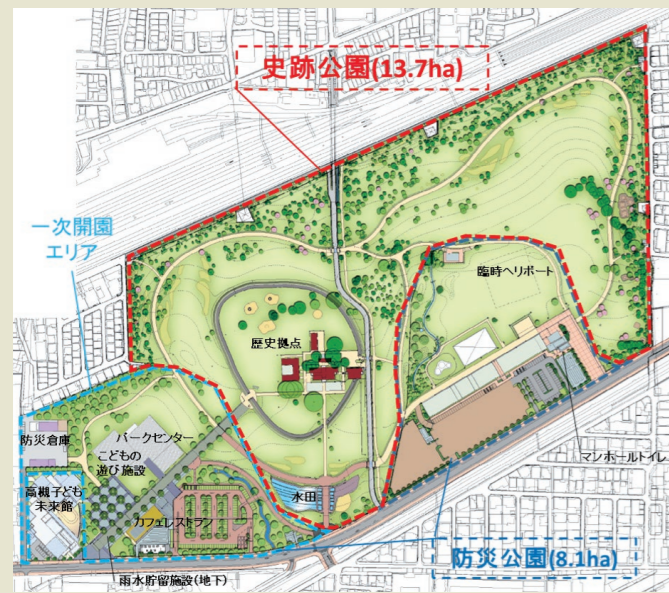 史跡公園(13.7ha)
一次開園
エリア
臨時ヘリポート
歴史拠点
防災倉庫
パークセンター
こどもの
遊び施設
マンホールトイレ
高槻子ども
未来館
水田
カフェレストラン
防災公園(8.1ha)
雨水貯留施設(地下)